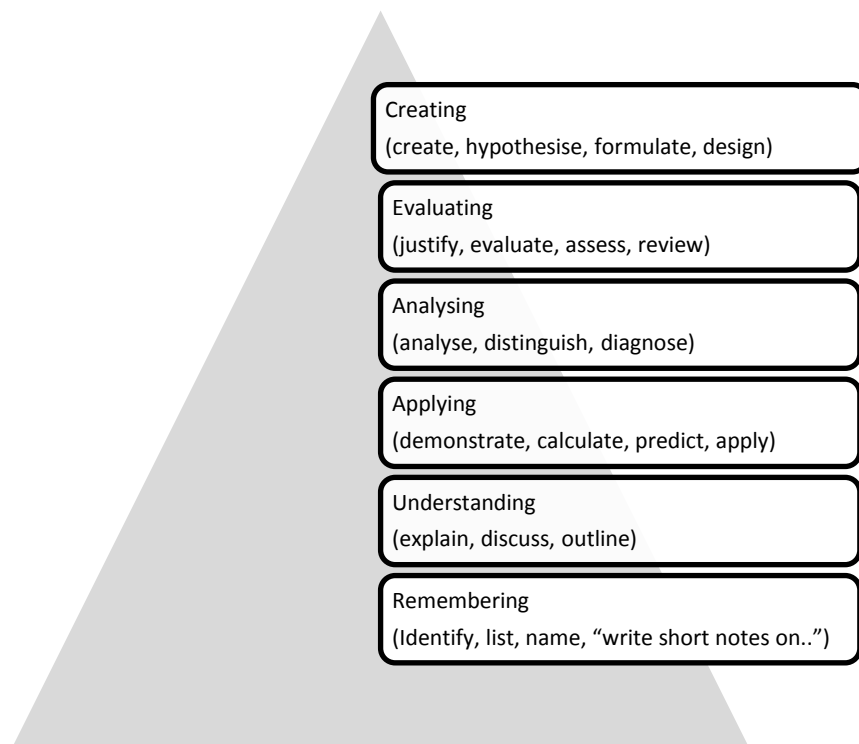 Creating
(create, hypothesise, formulate, design)
Evaluating
(justify, evaluate, assess, review)
Analysing
(analyse, distinguish, diagnose)
Applying
(demonstrate, calculate, predict, apply)
Understanding
(explain, discuss, outline)
Remembering
(Identify, list, name, “write short notes on..”)